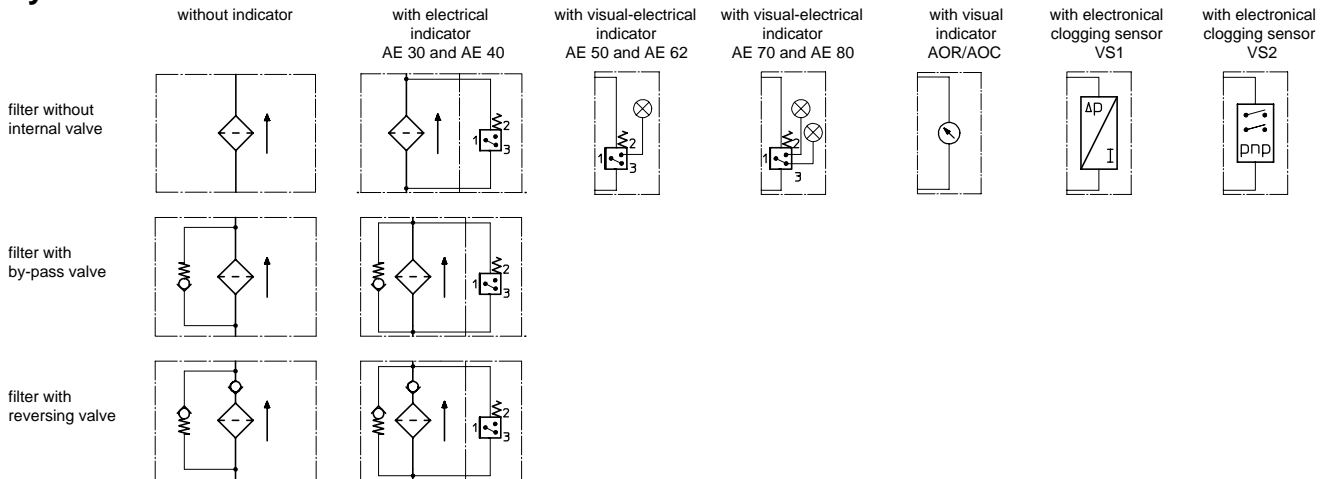 without indicator
with electrical
indicator
AE 30 and AE 40
with visual-electrical
indicator
AE 50 and AE 62
with visual-electrical
indicator
AE 70 and AE 80
with visual
indicator
AOR/AOC
with electronical
clogging sensor
VS1
with electronical
clogging sensor
VS2
filter without
internal valve
1 2 3
1 2 3
1 2 3
Δp
I
pnp
filter with
by-pass valve
1 2 3
filter with
reversing valve
1 2 3